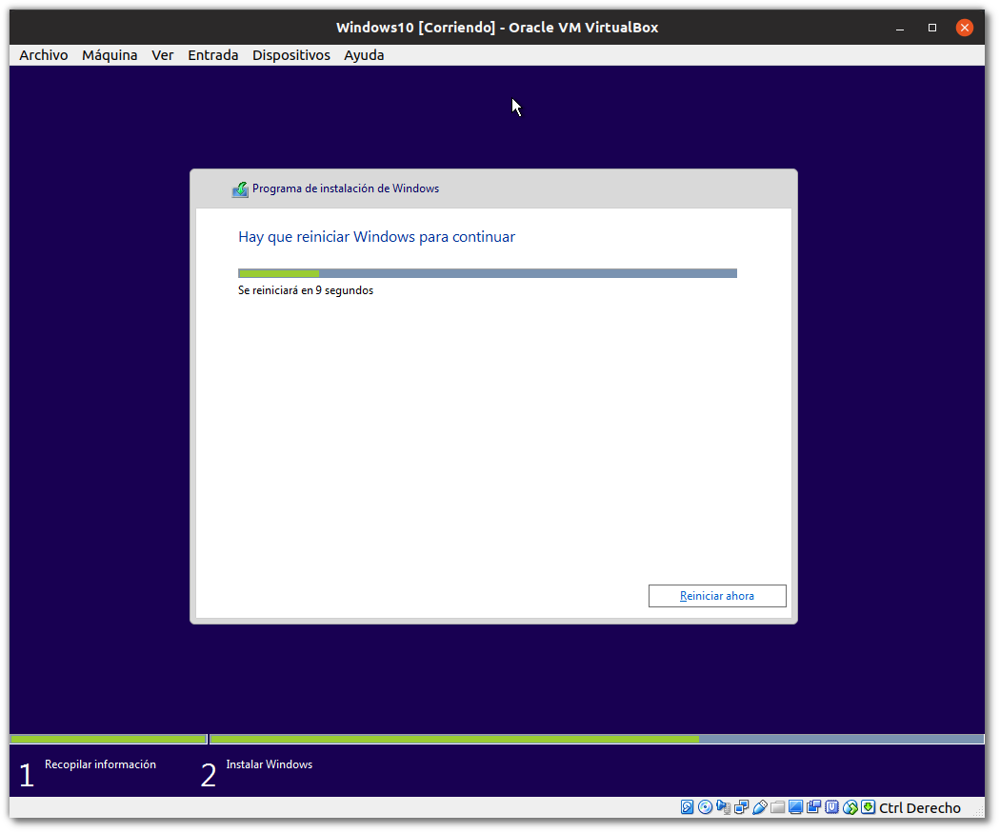 Windows10 [Corriendo] - Oracle VM VirtualBox
Archivo Máquina Ver Entrada Dispositivos Ayuda
Programa de instalación de Windows
Hay que reiniciar Windows para continuar
Se reiniciará en 9 segundos
Reiniciar ahora
1 Recopilar información 2 Instalar Windows
Ctrl Derecho